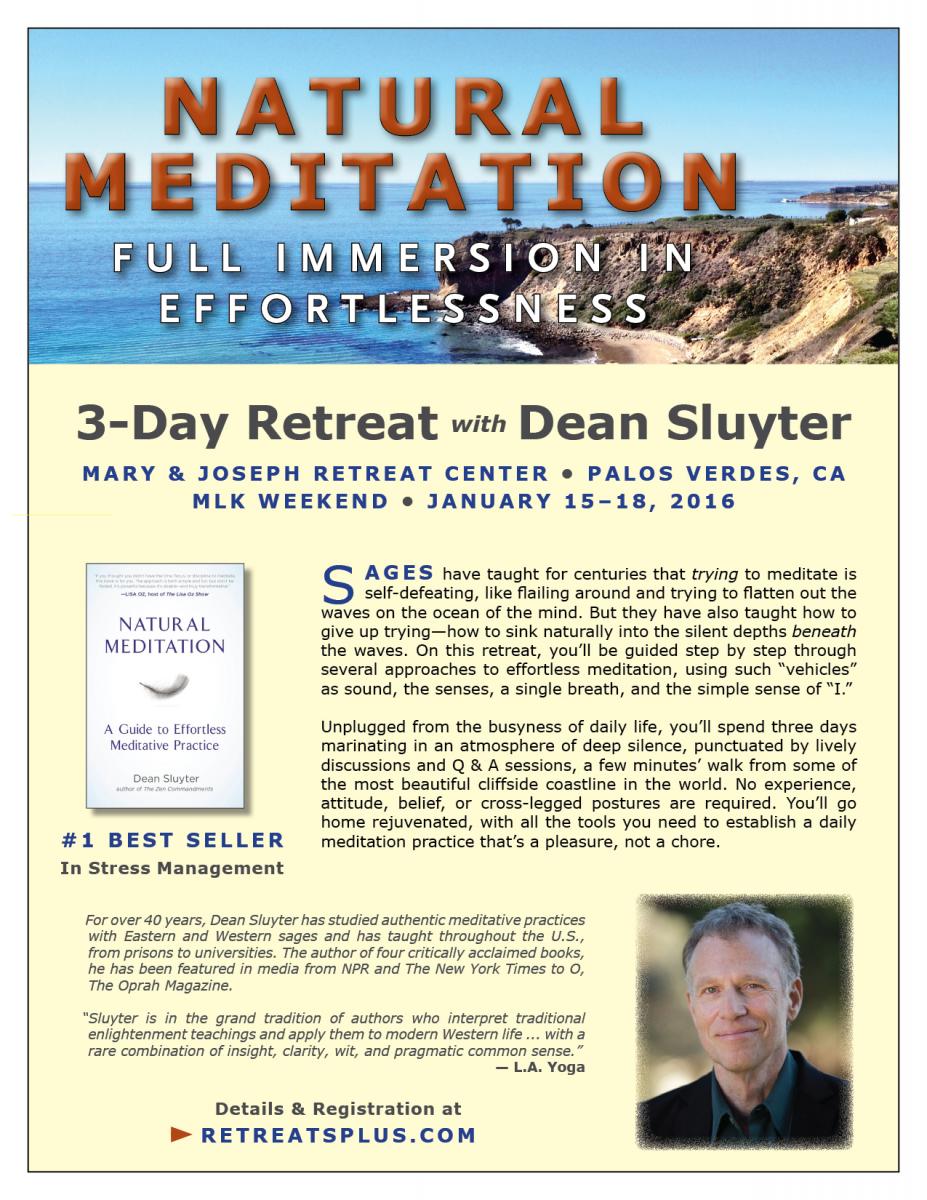 NATURAL
MEDITATION
FULL IMMERSION IN
EFFORTLESSNESS
3-Day Retreat with Dean Sluyter
MARY & JOSEPH RETREAT CENTER • PALOS VERDES, CA
MLK WEEKEND • JANUARY 15–18, 2016
—LISA OZ, host of The Lisa Oz Show
NATURAL
MEDITATION
A Guide to Effortless
Meditative Practice
Dean Sluyter
author of The Zen Commandments
#1 BEST SELLER
In Stress Management
SAGES have taught for centuries that trying to meditate is
self-defeating, like flailing around and trying to flatten out the
waves on the ocean of the mind. But they have also taught how to
give up trying—how to sink naturally into the silent depths beneath
the waves. On this retreat, you’ll be guided step by step through
several approaches to effortless meditation, using such “vehicles”
as sound, the senses, a single breath, and the simple sense of “I.”
Unplugged from the busyness of daily life, you’ll spend three days
marinating in an atmosphere of deep silence, punctuated by lively
discussions and Q & A sessions, a few minutes’ walk from some of
the most beautiful cliffside coastline in the world. No experience,
attitude, belief, or cross-legged postures are required. You’ll go
home rejuvenated, with all the tools you need to establish a daily
meditation practice that’s a pleasure, not a chore.
For over 40 years, Dean Sluyter has studied authentic meditative practices
with Eastern and Western sages and has taught throughout the U.S.,
from prisons to universities. The author of four critically acclaimed books,
he has been featured in media from NPR and The New York Times to O,
The Oprah Magazine.
“Sluyter is in the grand tradition of authors who interpret traditional
enlightenment teachings and apply them to modern Western life ... with a
rare combination of insight, clarity, wit, and pragmatic common sense.”
— L.A. Yoga
Details & Registration at
► RETREATSPLUS.COM